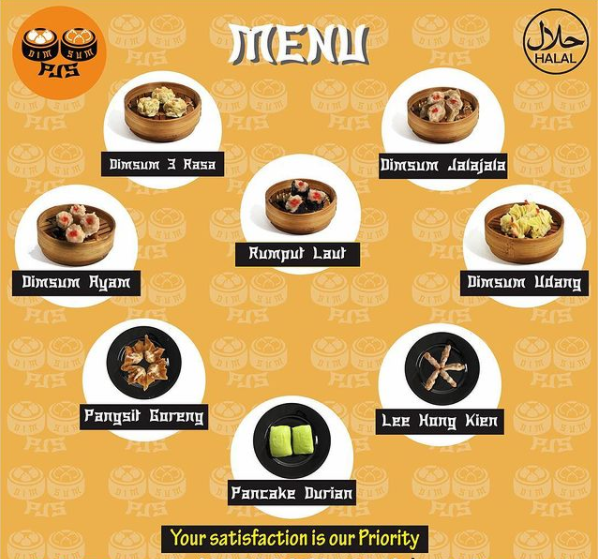 DIM SUM
PJS
MENU
حلال
HALAL
Dimsum 3 Rasa
Dimsum Jalajala
Rumput Laut
Dimsum Ayam
Dimsum Udang
Pangsit Goreng
Lee Hong Kien
Pancake Durian
Your satisfaction is our Priority